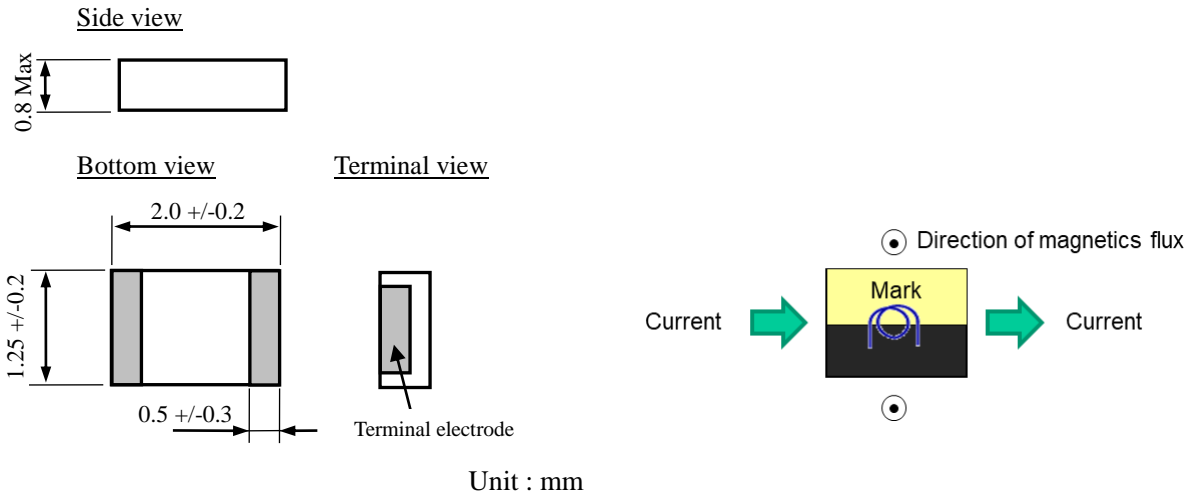 Side view
0.8 Max
Bottom view
Terminal view
2.0 +/-0.2
1.25 +/-0.2
0.5 +/-0.3
Terminal electrode
Direction of magnetics flux
Mark
Current
Current
Unit : mm